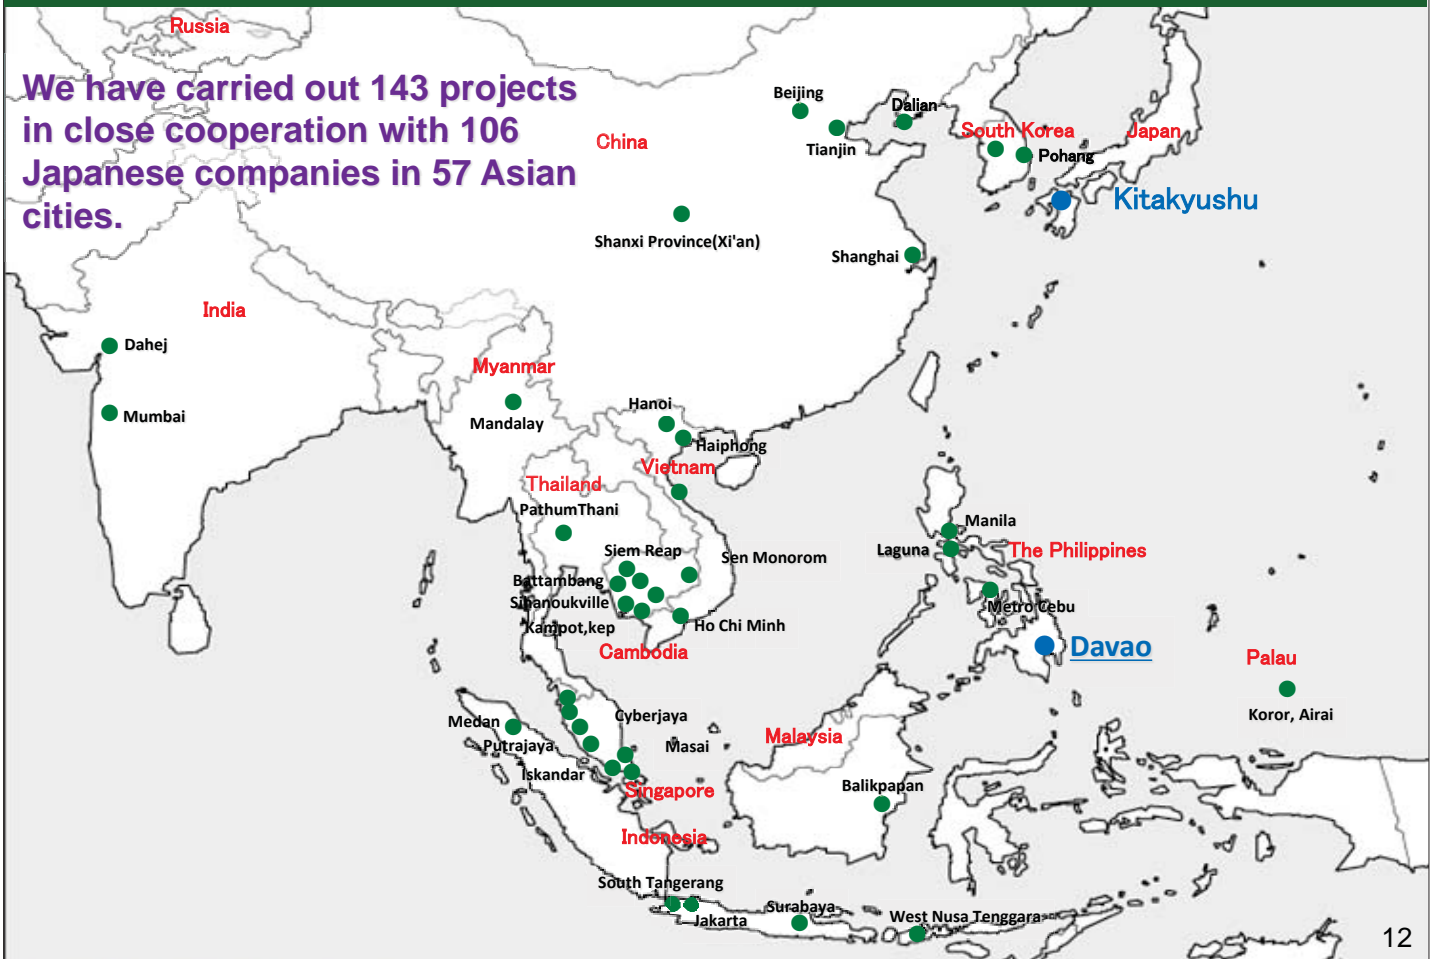 Russia
We have carried out 143 projects
in close cooperation with 106
Japanese companies in 57 Asian
cities.
Beijing
Dalian
China
Tianjin
South Korea
Japan
Pohang
Kitakyushu
Shanxi Province(Xi'an)
Shanghai
India
Dahej
Myanmar
Mumbai
Mandalay
Hanoi
Haiphong
Vietnam
Thailand
PathumThani
Manila
Laguna
The Philippines
Siem Reap
Sen Monorom
Battambang
Sihanoukville
Metro Cebu
Kampot,kep
Ho Chi Minh
Cambodia
Davao
Palau
Koror, Airai
Medan
Cyberjaya
Putrajaya
Masai
Malaysia
Iskandar
Singapore
Balikpapan
Indonesia
South Tangerang
Jakarta
Surabaya
West Nusa Tenggara
12